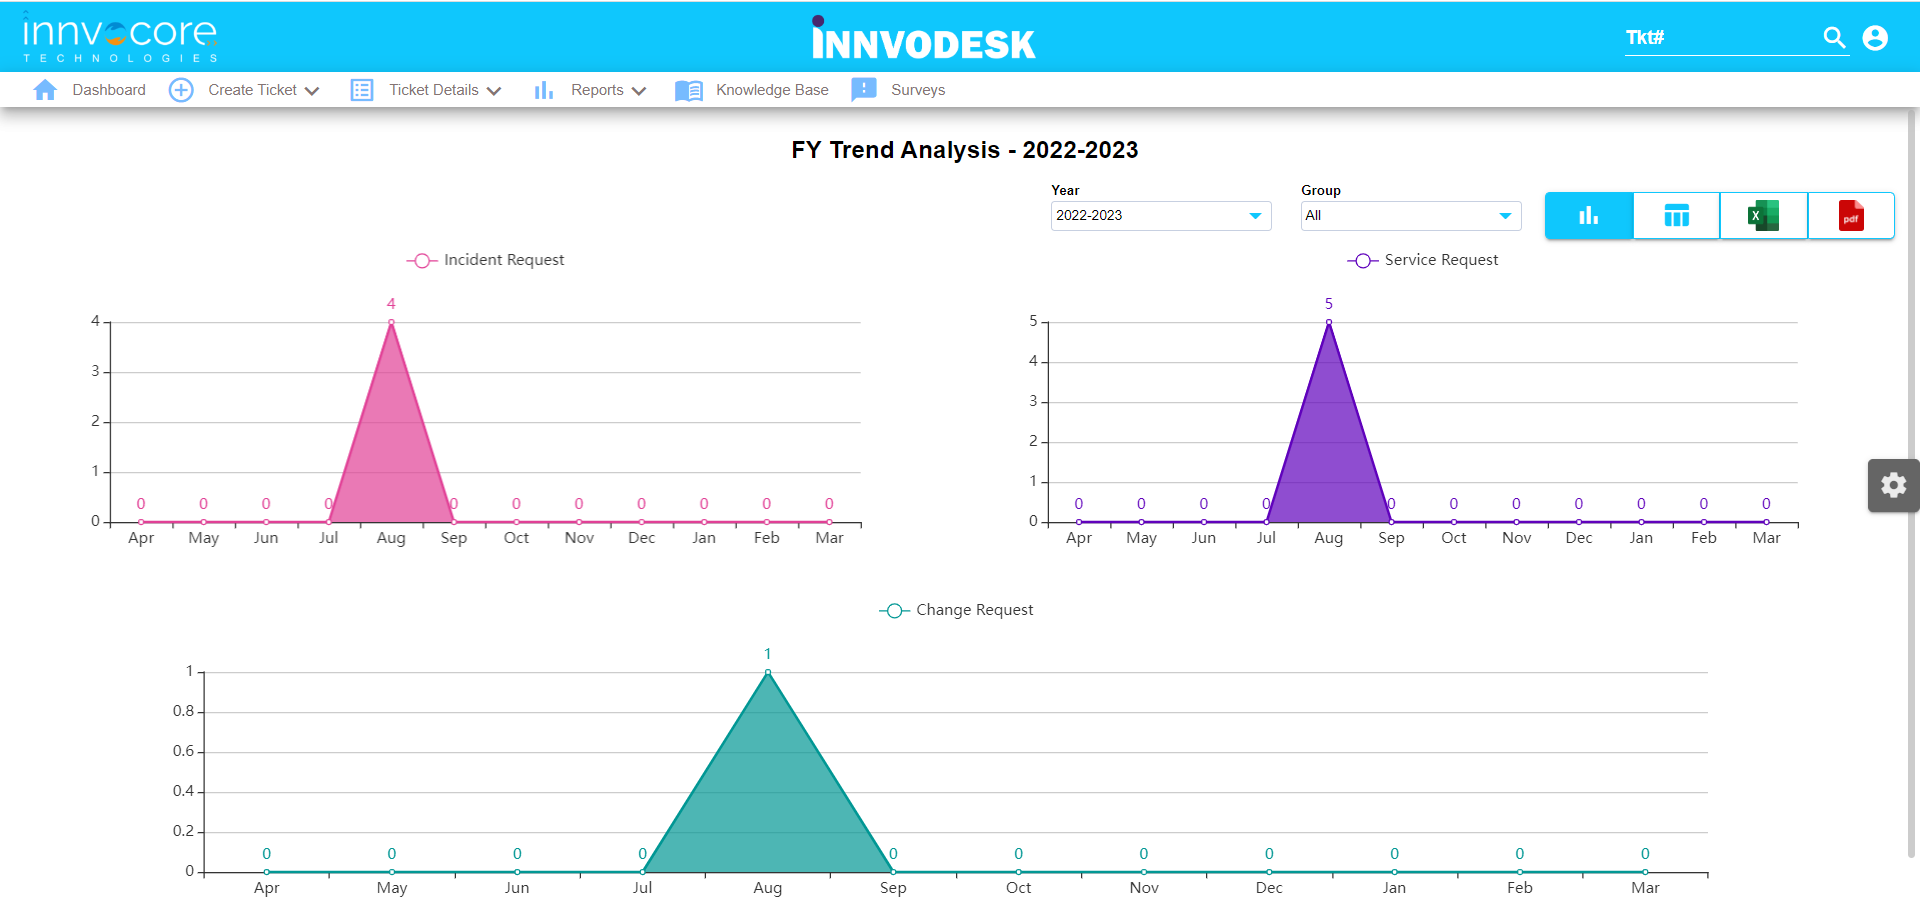 innvocore
TECHNOLOGIES
INNVODESK
Tkt#
Dashboard Create Ticket Ticket Details Reports Knowledge Base Surveys
FY Trend Analysis - 2022-2023
Year Group
2022-2023 All
X pdf
Incident Request
4
4
3
2
1
0
0 0 0 0 0 0 0 0 0 0 0
Apr May Jun Jul Aug Sep Oct Nov Dec Jan Feb Mar
Service Request
5
5
4
3
2
1
0
0 0 0 0 0 0 0 0 0 0 0
Apr May Jun Jul Aug Sep Oct Nov Dec Jan Feb Mar
Change Request
1
1
0.8
0.6
0.4
0.2
0
0 0 0 0 0 0 0 0 0 0 0
Apr May Jun Jul Aug Sep Oct Nov Dec Jan Feb Mar